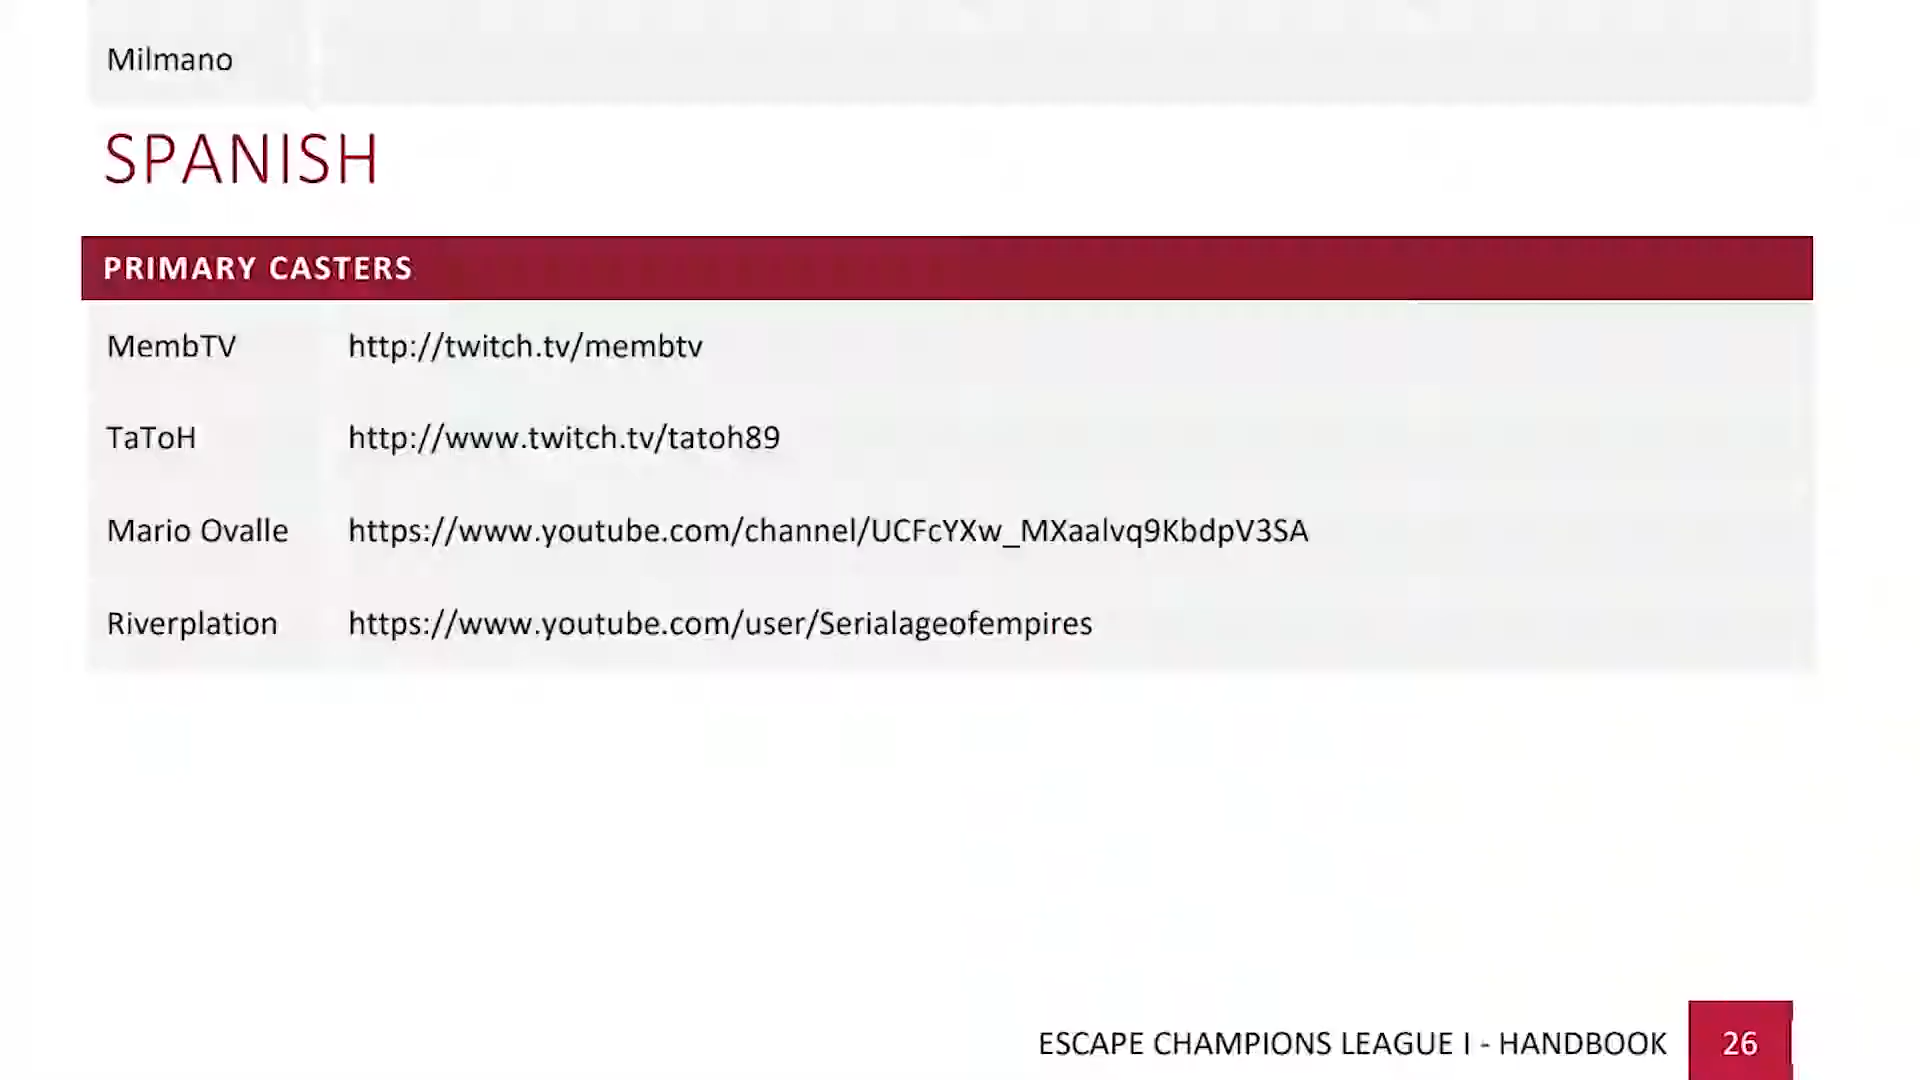 Milmano
SPANISH
PRIMARY CASTERS
MembTV http://twitch.tv/membtv
TaToH http://www.twitch.tv/tatoh89
Mario Ovalle https://www.youtube.com/channel/UCFcYXw_MXaalvq9KbdpV3SA
Riverplation https://www.youtube.com/user/Serialageofempires
ESCAPE CHAMPIONS LEAGUE I - HANDBOOK 26